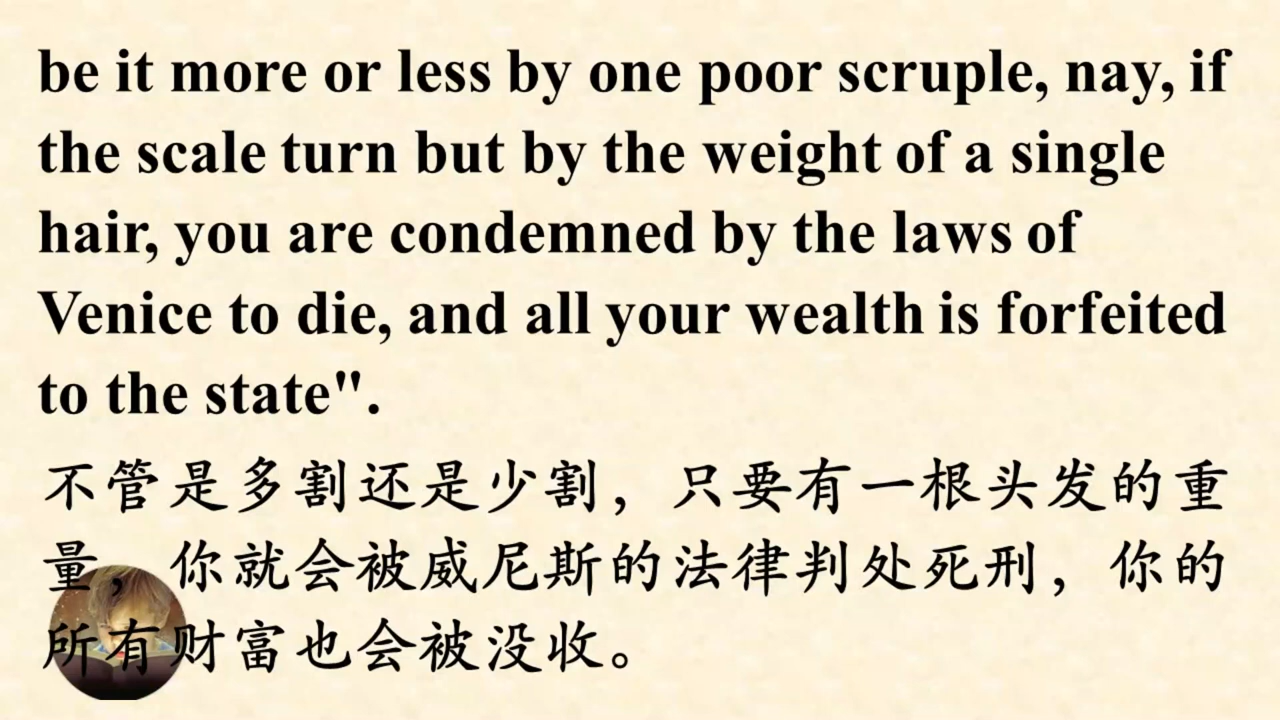 be it more or less by one poor scruple, nay, if
the scale turn but by the weight of a single
hair, you are condemned by the laws of
Venice to die, and all your wealth is forfeited
to the state".
不管是多割还是少割，只要有一根头发的重
量，你就会被威尼斯的法律判处死刑，你的
所有财富也会被没收。